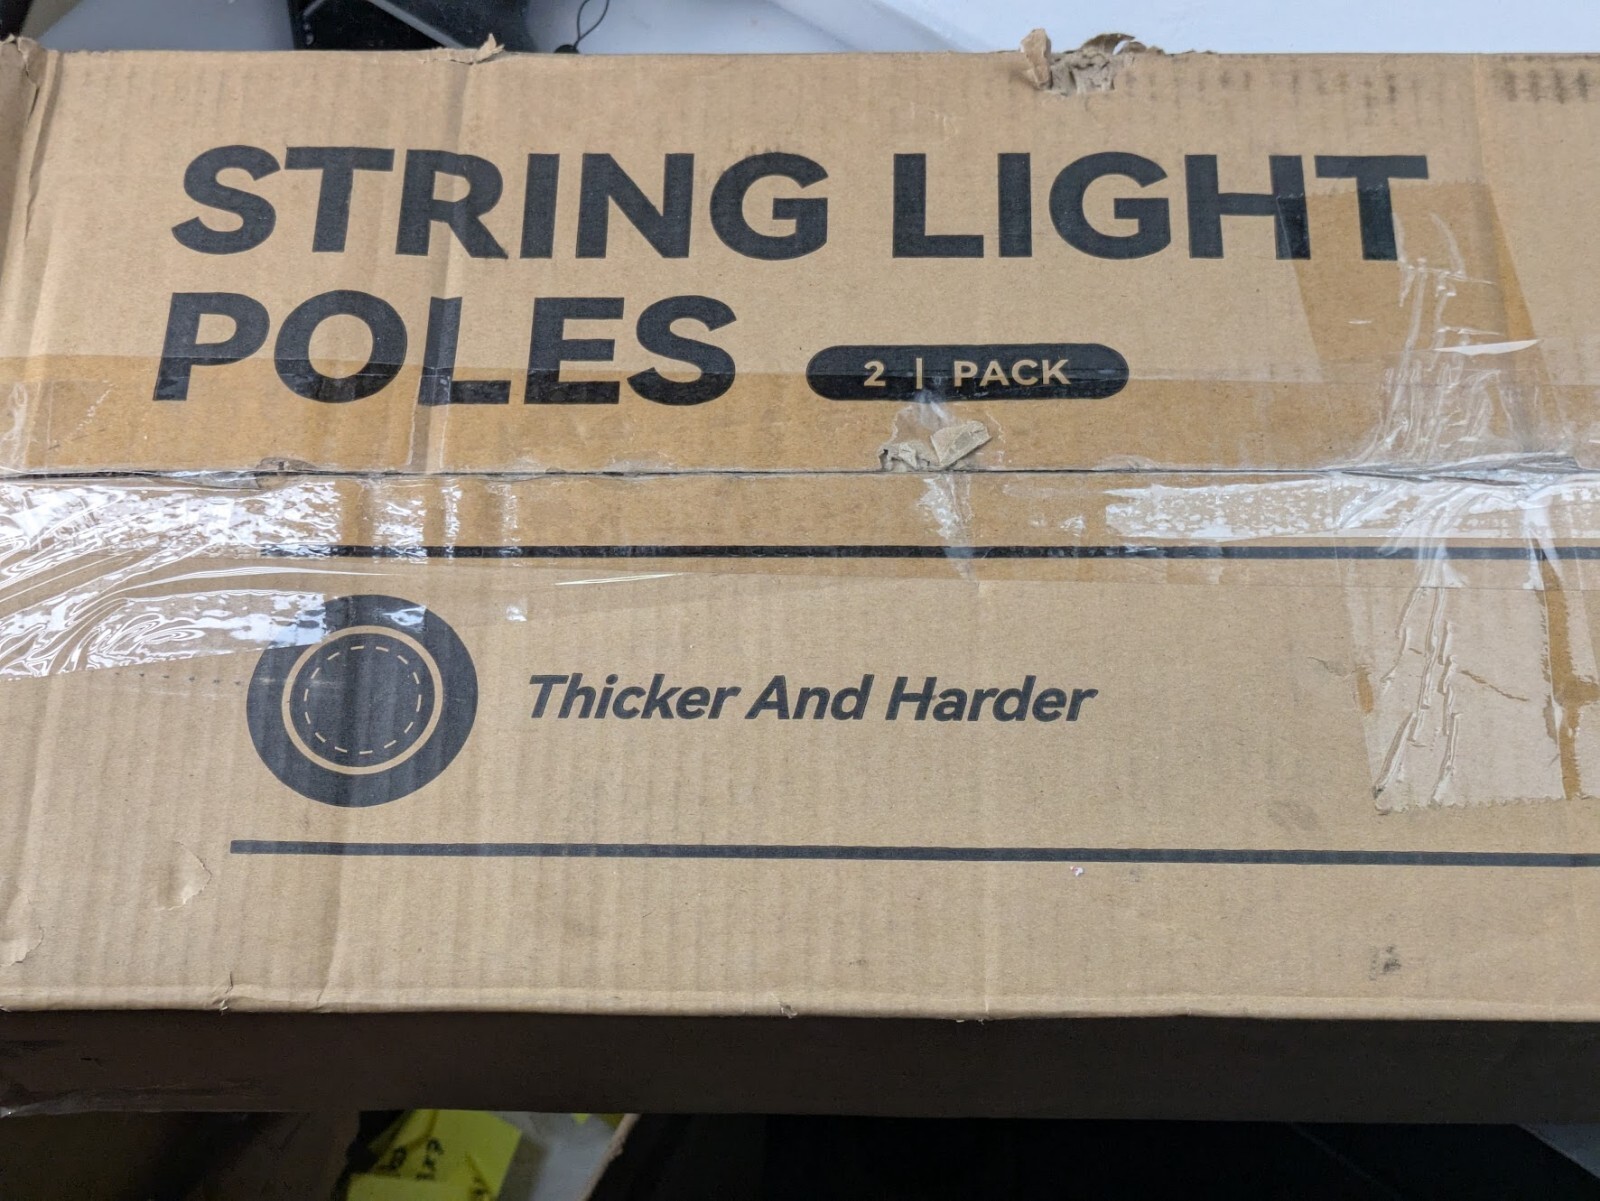 STRING LIGHT
POLES
2 | PACK
Thicker And Harder